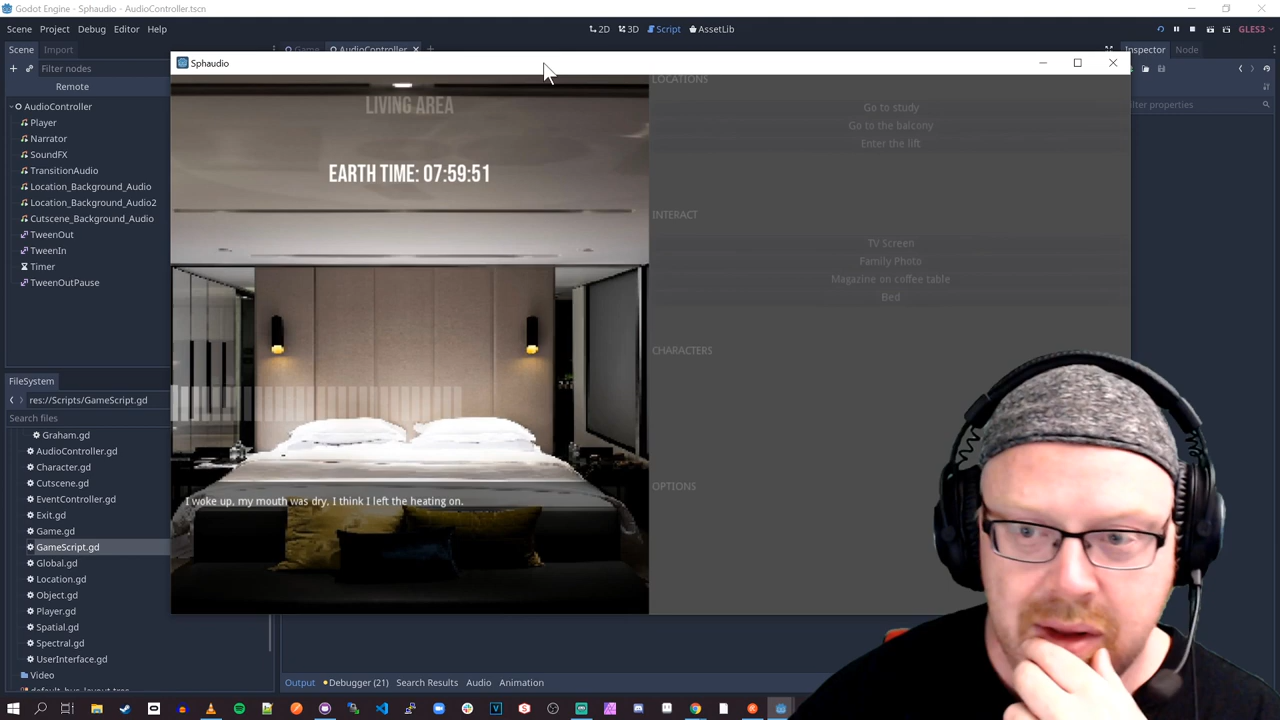 Godot Engine - Sphaudio - AudioController.tscn
Scene Project Debug Editor Help
2D 3D Script AssetLib
GLES3
Scene Import
Game AudioController
Inspector Node
Filter nodes
Remote
AudioController
Player
Narrator
SoundFX
TransitionAudio
Location_Background_Audio
Location_Background_Audio2
Cutscene_Background_Audio
TweenOut
TweenIn
Timer
TweenOutPause
FileSystem
res://Scripts/GameScript.gd
Search files
Graham.gd
AudioController.gd
Character.gd
Cutscene.gd
EventController.gd
Exit.gd
Game.gd
GameScript.gd
Global.gd
Location.gd
Object.gd
Player.gd
Spatial.gd
Spectral.gd
UserInterface.gd
Video
Sphaudio
LIVING AREA
EARTH TIME: 07:59:51
I woke up, my mouth was dry, I think I left the heating on.
LOCATIONS
Go to study
Go to the balcony
Enter the lift
INTERACT
TV Screen
Family Photo
Magazine on coffee table
Bed
CHARACTERS
OPTIONS
properties
Output Debugger (21) Search Results Audio Animation